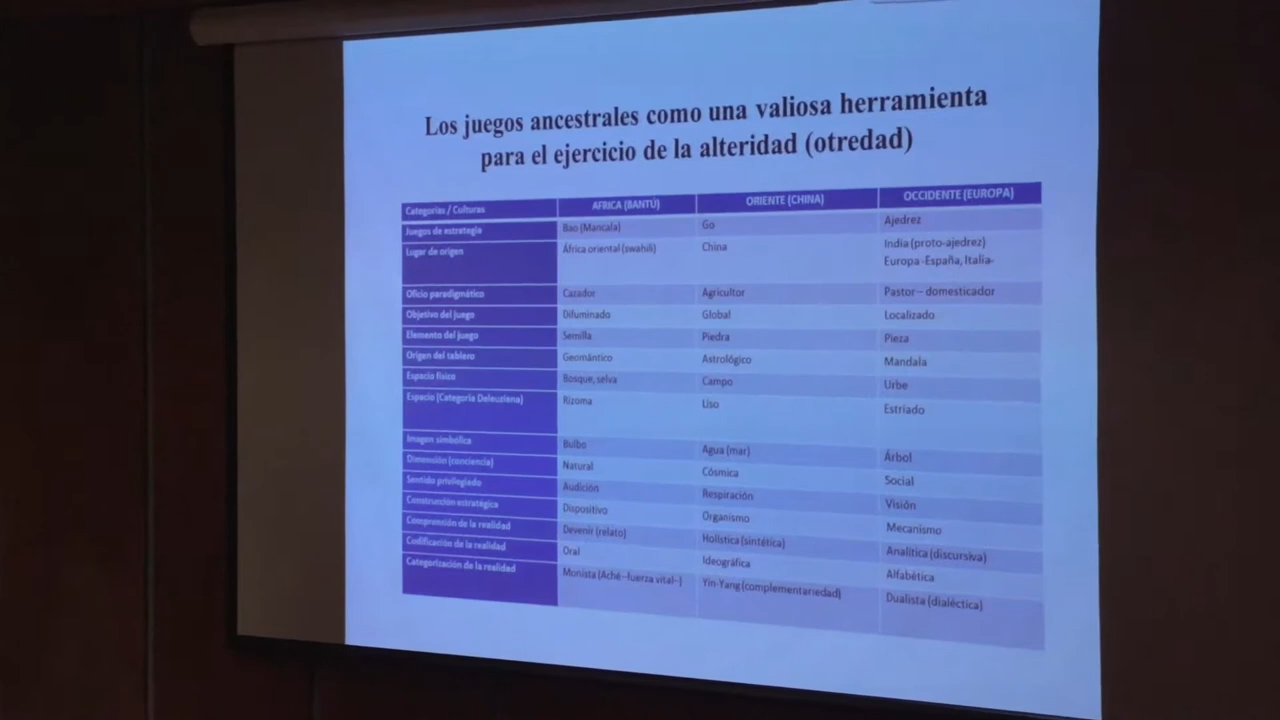 Los juegos ancestrales como una valiosa herramienta
para el ejercicio de la alteridad (otredad)
Categorías / Culturas AFRICA (BANTÚ) ORIENTE (CHINA) OCCIDENTE (EUROPA)
Juegos de estrategia Bao (Mancala) Go Ajedrez
Lugar de origen África oriental (swahili) China India (proto-ajedrez)
Europa -España, Italia-
Oficio paradigmático Cazador Agricultor Pastor – domesticador
Objetivo del juego Difuminado Global Localizado
Elemento del juego Semilla Piedra Pieza
Origen del tablero Geomántico Astrológico Mandala
Espacio físico Bosque, selva Campo Urbe
Espacio (Categoría Deleuziana) Rizoma Liso Estriado
Imagen simbólica Bulbo Agua (mar) Árbol
Dimensión (conciencia) Natural Cósmica Social
Sentido privilegiado Audición Respiración Visión
Construcción estratégica Dispositivo Organismo Mecanismo
Comprensión de la realidad Devenir (relato) Holística (sintética) Analítica (discursiva)
Codificación de la realidad Oral Ideográfica Alfabética
Categorización de la realidad Monista (Aché –fuerza vital–) Yin-Yang (complementariedad) Dualista (dialéctica)